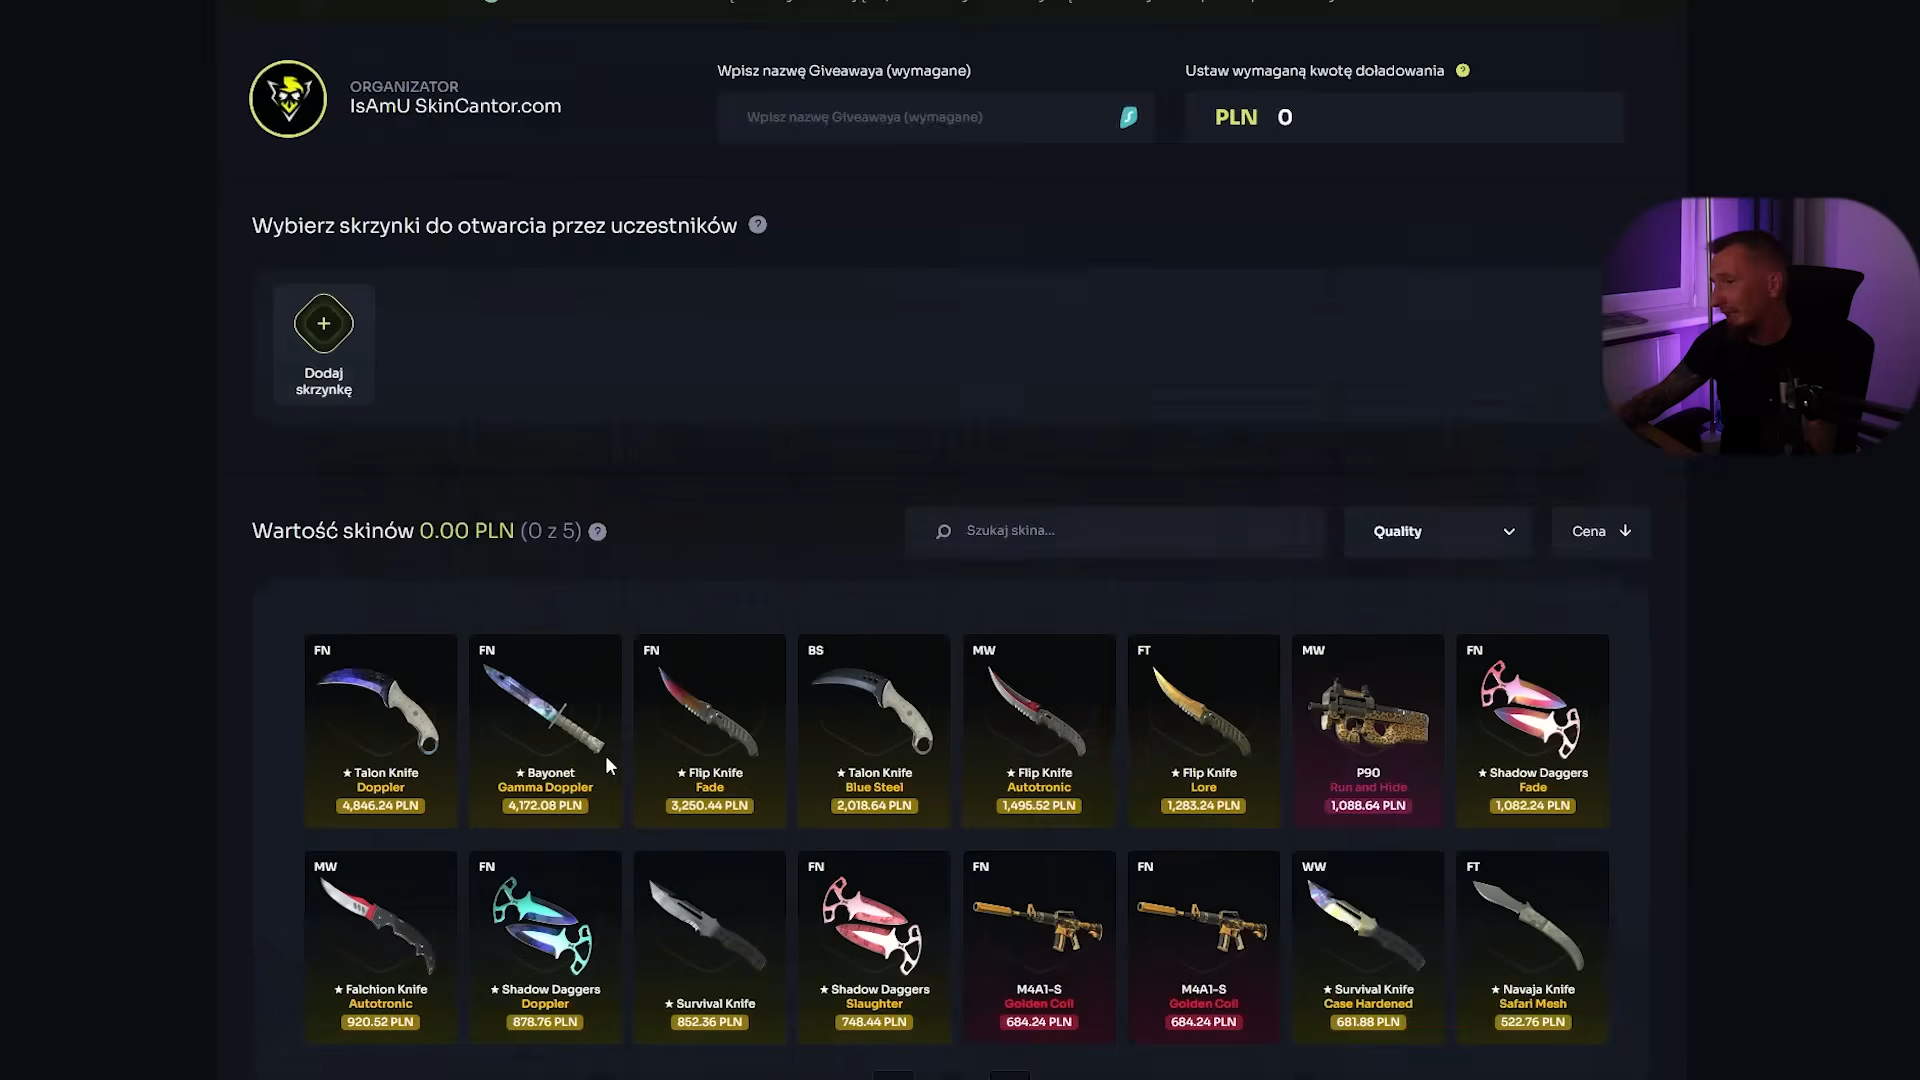 ORGANIZATOR
IsAmU SkinCantor.com
Wpisz nazwę Giveawaya (wymagane)
Wpisz nazwę Giveawaya (wymagane)
Ustaw wymaganą kwotę doładowania ?
PLN 0
Wybierz skrzynki do otwarcia przez uczestników ?
+
Dodaj
skrzynkę
Wartość skinów 0.00 PLN (0 z 5) ?
Szukaj skina...
Quality
Cena
FN
★ Talon Knife
Doppler
4,846.24 PLN
FN
★ Bayonet
Gamma Doppler
4,172.08 PLN
FN
★ Flip Knife
Fade
3,250.44 PLN
BS
★ Talon Knife
Blue Steel
2,018.64 PLN
MW
★ Flip Knife
Autotronic
1,495.52 PLN
FT
★ Flip Knife
Lore
1,283.24 PLN
MW
P90
Run and Hide
1,088.64 PLN
FN
★ Shadow Daggers
Fade
1,082.24 PLN
MW
★ Falchion Knife
Autotronic
920.52 PLN
FN
★ Shadow Daggers
Doppler
878.76 PLN
★ Survival Knife
852.36 PLN
FN
★ Shadow Daggers
Slaughter
748.44 PLN
FN
M4A1-S
Golden Coil
684.24 PLN
FN
M4A1-S
Golden Coil
684.24 PLN
WW
★ Survival Knife
Case Hardened
681.88 PLN
FT
★ Navaja Knife
Safari Mesh
522.76 PLN